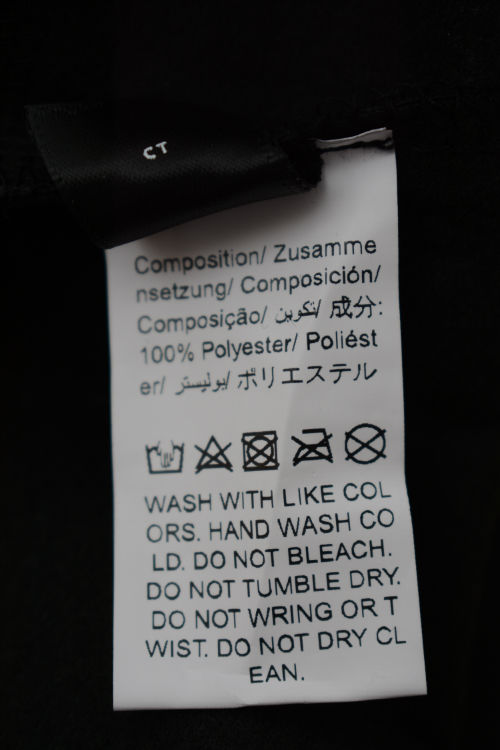 CT
Composition/ Zusamme
nsetzung/ Composición/
Composição/ تكوين/ 成分:
100% Polyester/ Poliést
er/ بوليستر/ ポリエステル
WASH WITH LIKE COL
ORS. HAND WASH CO
LD. DO NOT BLEACH.
DO NOT TUMBLE DRY.
DO NOT WRING OR T
WIST. DO NOT DRY CL
EAN.